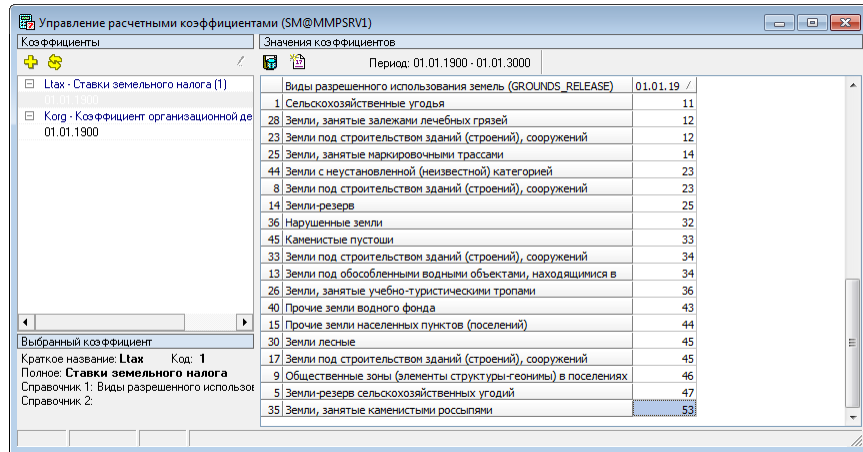 Управление расчетными коэффициентами (SM@MMPSRV1)
Коэффициенты
Ltax - Ставки земельного налога (1)
01.01.1900
Korg - Коэффициент организационной де
01.01.1900
Выбранный коэффициент
Краткое название: Ltax Код: 1
Полное: Ставки земельного налога
Справочник 1: Виды разрешенного использов
Справочник 2:
Значения коэффициентов
Период: 01.01.1900 - 01.01.3000
Виды разрешенного использования земель (GROUNDS_RELEASE) 01.01.19
1 Сельскохозяйственные угодья 11
28 Земли, занятые залежами лечебных грязей 12
23 Земли под строительством зданий (строений), сооружений 12
25 Земли, занятые маркировочными трассами 14
44 Земли с неустановленной (неизвестной) категорией 23
8 Земли под строительством зданий (строений), сооружений 23
14 Земли-резерв 25
36 Нарушенные земли 32
45 Каменистые пустоши 33
33 Земли под строительством зданий (строений), сооружений 34
13 Земли под обособленными водными объектами, находящимися в 34
26 Земли, занятые учебно-туристическими тропами 36
40 Прочие земли водного фонда 43
15 Прочие земли населенных пунктов (поселений) 44
30 Земли лесные 45
17 Земли под строительством зданий (строений), сооружений 45
9 Общественные зоны (элементы структуры-геонимы) в поселениях 46
5 Земли-резерв сельскохозяйственных угодий 47
35 Земли, занятые каменистыми россыпями 53